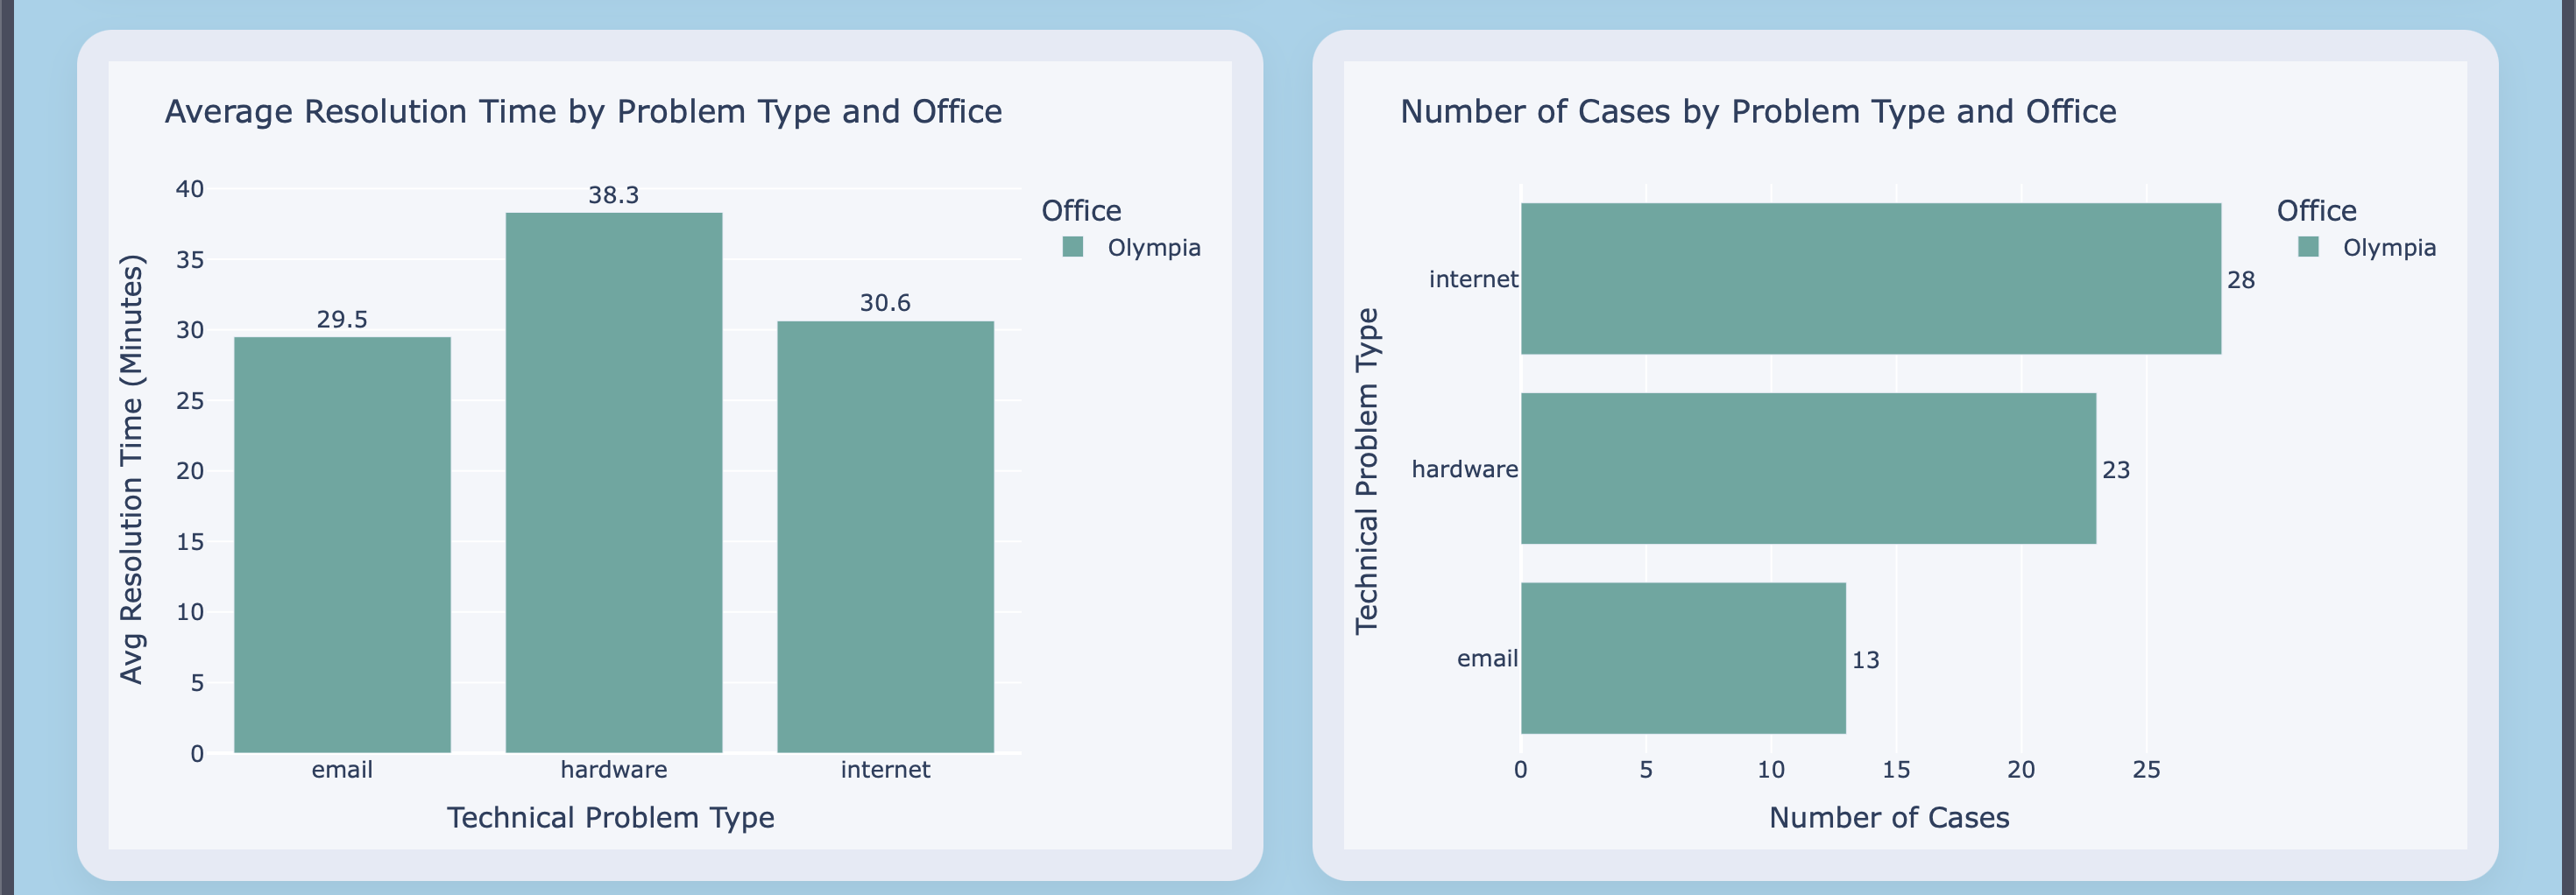 Average Resolution Time by Problem Type and Office
40
35
30
25
20
15
10
5
0
Avg Resolution Time (Minutes)
29.5
38.3
30.6
email
hardware
internet
Technical Problem Type
Office
Olympia
Number of Cases by Problem Type and Office
Technical Problem Type
internet
28
hardware
23
email
13
0
5
10
15
20
25
Number of Cases
Office
Olympia